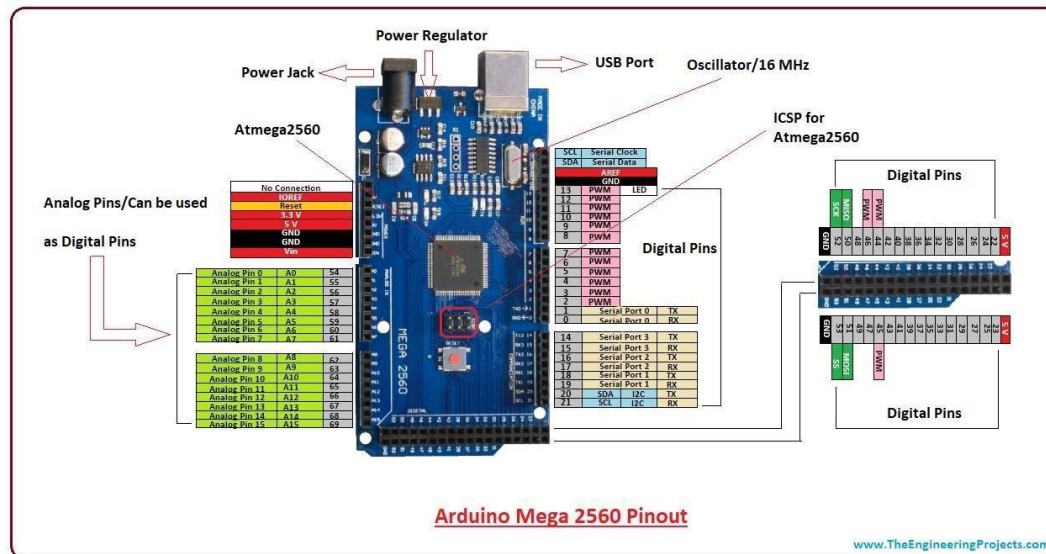 Power Regulator
Power Jack
USB Port
Oscillator/16 MHz
Atmega2560
ICSP for
Atmega2560
Analog Pins/Can be used
as Digital Pins
No Connection
IOREF
Reset
3.3 V
5 V
GND
GND
Vin
Analog Pin 0 A0 54
Analog Pin 1 A1 55
Analog Pin 2 A2 56
Analog Pin 3 A3 57
Analog Pin 4 A4 58
Analog Pin 5 A5 59
Analog Pin 6 A6 60
Analog Pin 7 A7 61
Analog Pin 8 A8 62
Analog Pin 9 A9 63
Analog Pin 10 A10 64
Analog Pin 11 A11 65
Analog Pin 12 A12 66
Analog Pin 13 A13 67
Analog Pin 14 A14 68
Analog Pin 15 A15 69
MADE IN
CHINA
POWER
ANALOG IN
MEGA 2560
RESET
COMMUNICATION
DIGITAL
SCL Serial Clock
SDA Serial Data
AREF
GND
13 PWM LED
12 PWM
11 PWM
10 PWM
9 PWM
8 PWM
7 PWM
6 PWM
5 PWM
4 PWM
3 PWM
2 PWM
1 Serial Port 0 TX
0 Serial Port 0 RX
14 Serial Port 3 TX
15 Serial Port 3 RX
16 Serial Port 2 TX
17 Serial Port 2 RX
18 Serial Port 1 TX
19 Serial Port 1 RX
20 SDA I2C TX
21 SCL I2C RX
Digital Pins
Digital Pins
SCK MISO PWM PWM
GND 52 50 48 46 44 42 40 38 36 34 32 30 28 26 24 22 5 V
GND 53 51 49 47 45 43 41 39 37 35 33 31 29 27 25 23 5 V
SS MOSI PWM
Digital Pins
Arduino Mega 2560 Pinout
www.TheEngineeringProjects.com